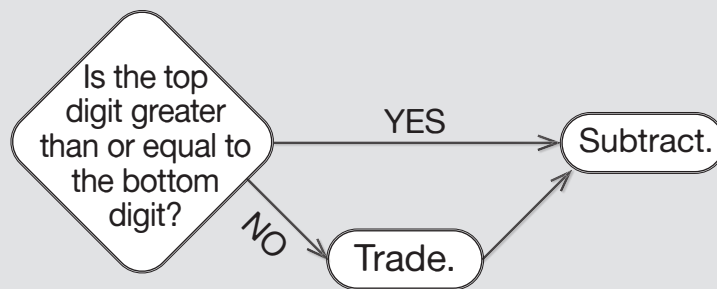 Is the top
digit greater
than or equal to
the bottom
digit?
YES
Subtract.
NO
Trade.